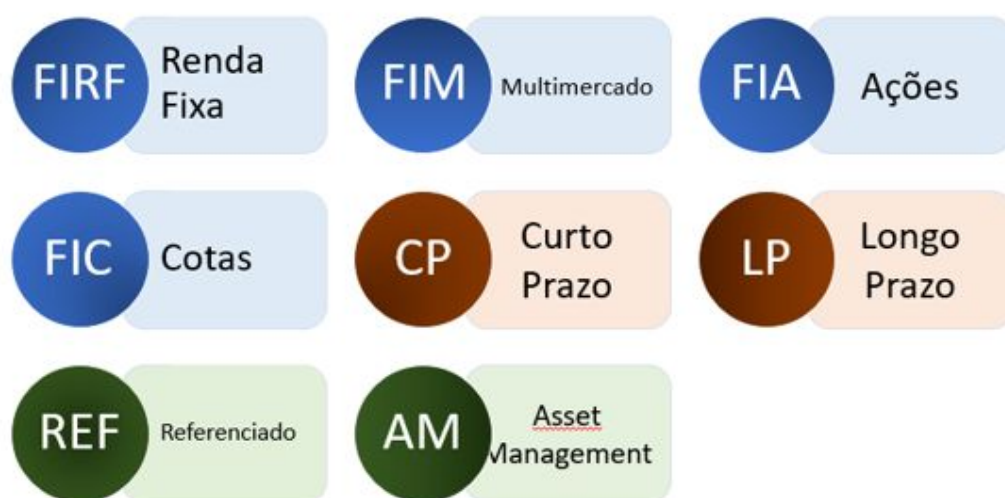 FIRF
Renda
Fixa
FIM
Multimercado
FIA
Ações
FIC
Cotas
CP
Curto
Prazo
LP
Longo
Prazo
REF
Referenciado
AM
Asset
Management